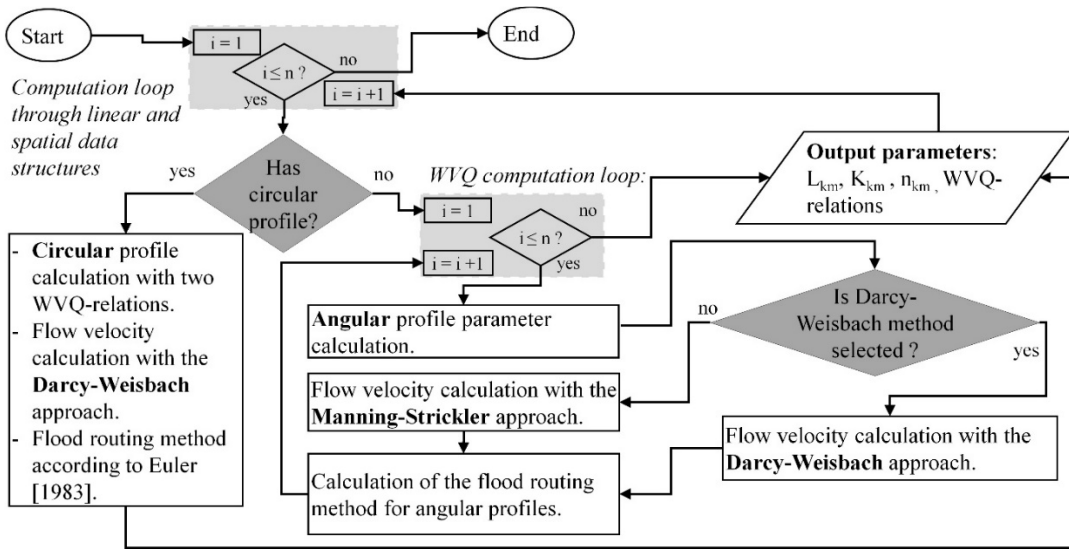 Start
i = 1
End
i ≤ n ?
no
yes
i = i +1
Computation loop
through linear and
spatial data
structures
Has
circular
profile?
yes
no
WVQ computation loop:
i = 1
i ≤ n ?
no
yes
i = i +1
Output parameters:
Lkm, Kkm , nkm , WVQ-
relations
- Circular profile
calculation with two
WVQ-relations.
- Flow velocity
calculation with the
Darcy-Weisbach
approach.
- Flood routing method
according to Euler
[1983].
Angular profile parameter
calculation.
Is Darcy-
Weisbach method
selected ?
no
yes
Flow velocity calculation with the
Manning-Strickler approach.
Flow velocity calculation with the
Darcy-Weisbach approach.
Calculation of the flood routing
method for angular profiles.